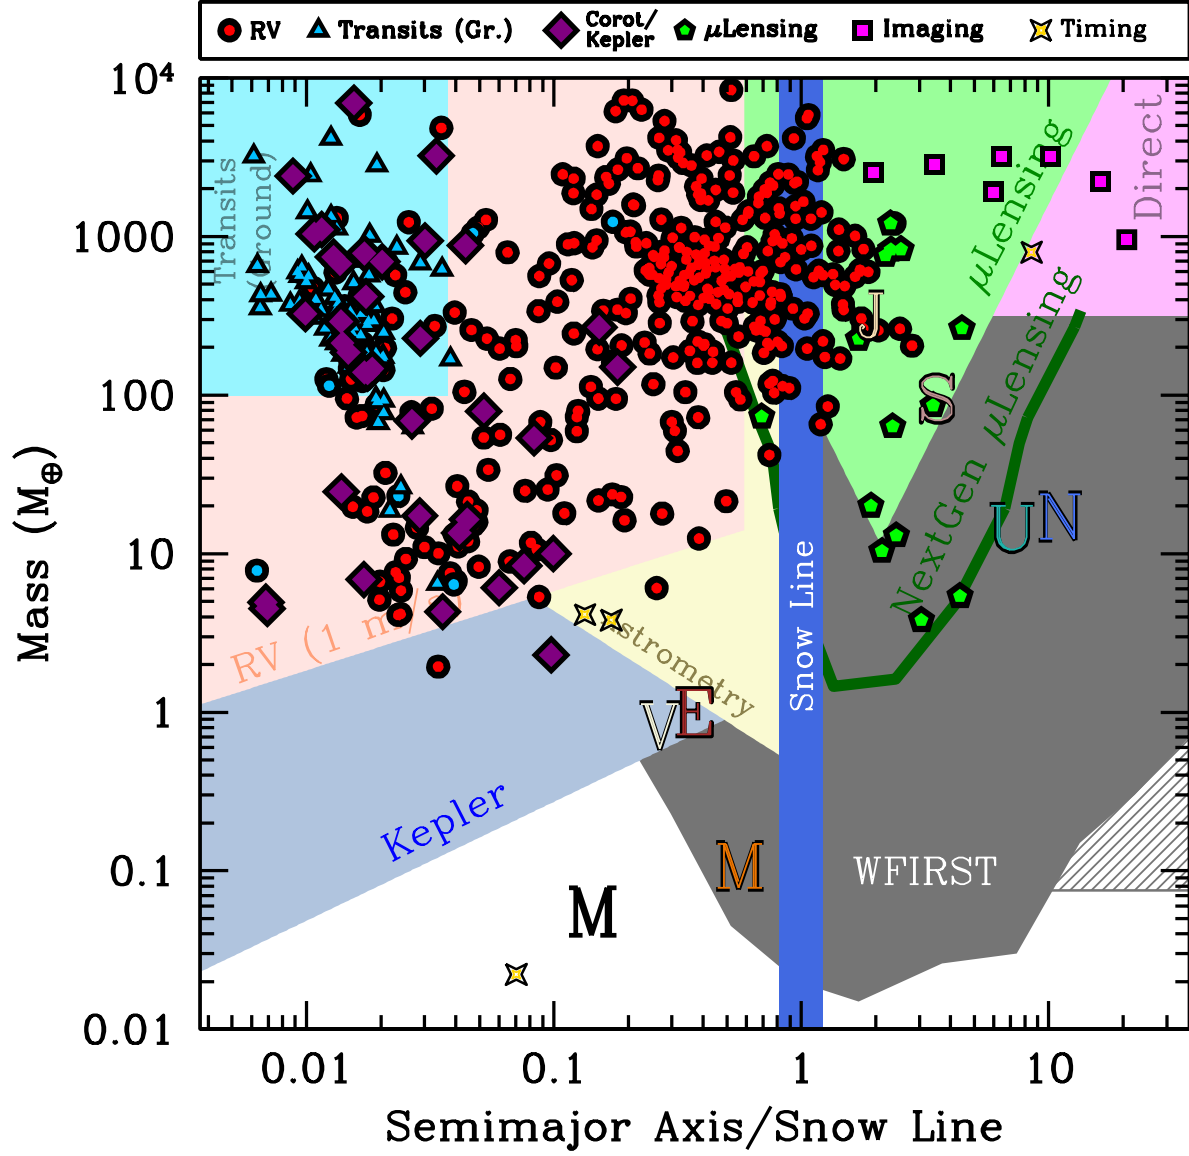 RV Transits (Gr.) Corot/ Kepler μLensing Imaging Timing
10⁴
1000
100
10
1
0.1
0.01
Mass (M⊕)
Transits
(Ground)
μLensing
Direct
NextGen μLensing
J
S
U
N
RV (1 m/s)
Astrometry
Snow Line
V
E
Kepler
M
M
WFIRST
0.01 0.1 1 10
Semimajor Axis/Snow Line